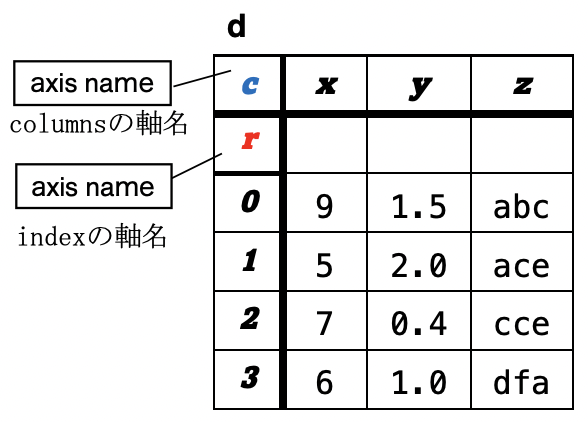 d
axis name
columnsの軸名
c x y z
r
axis name
indexの軸名
0 9 1.5 abc
1 5 2.0 ace
2 7 0.4 cce
3 6 1.0 dfa